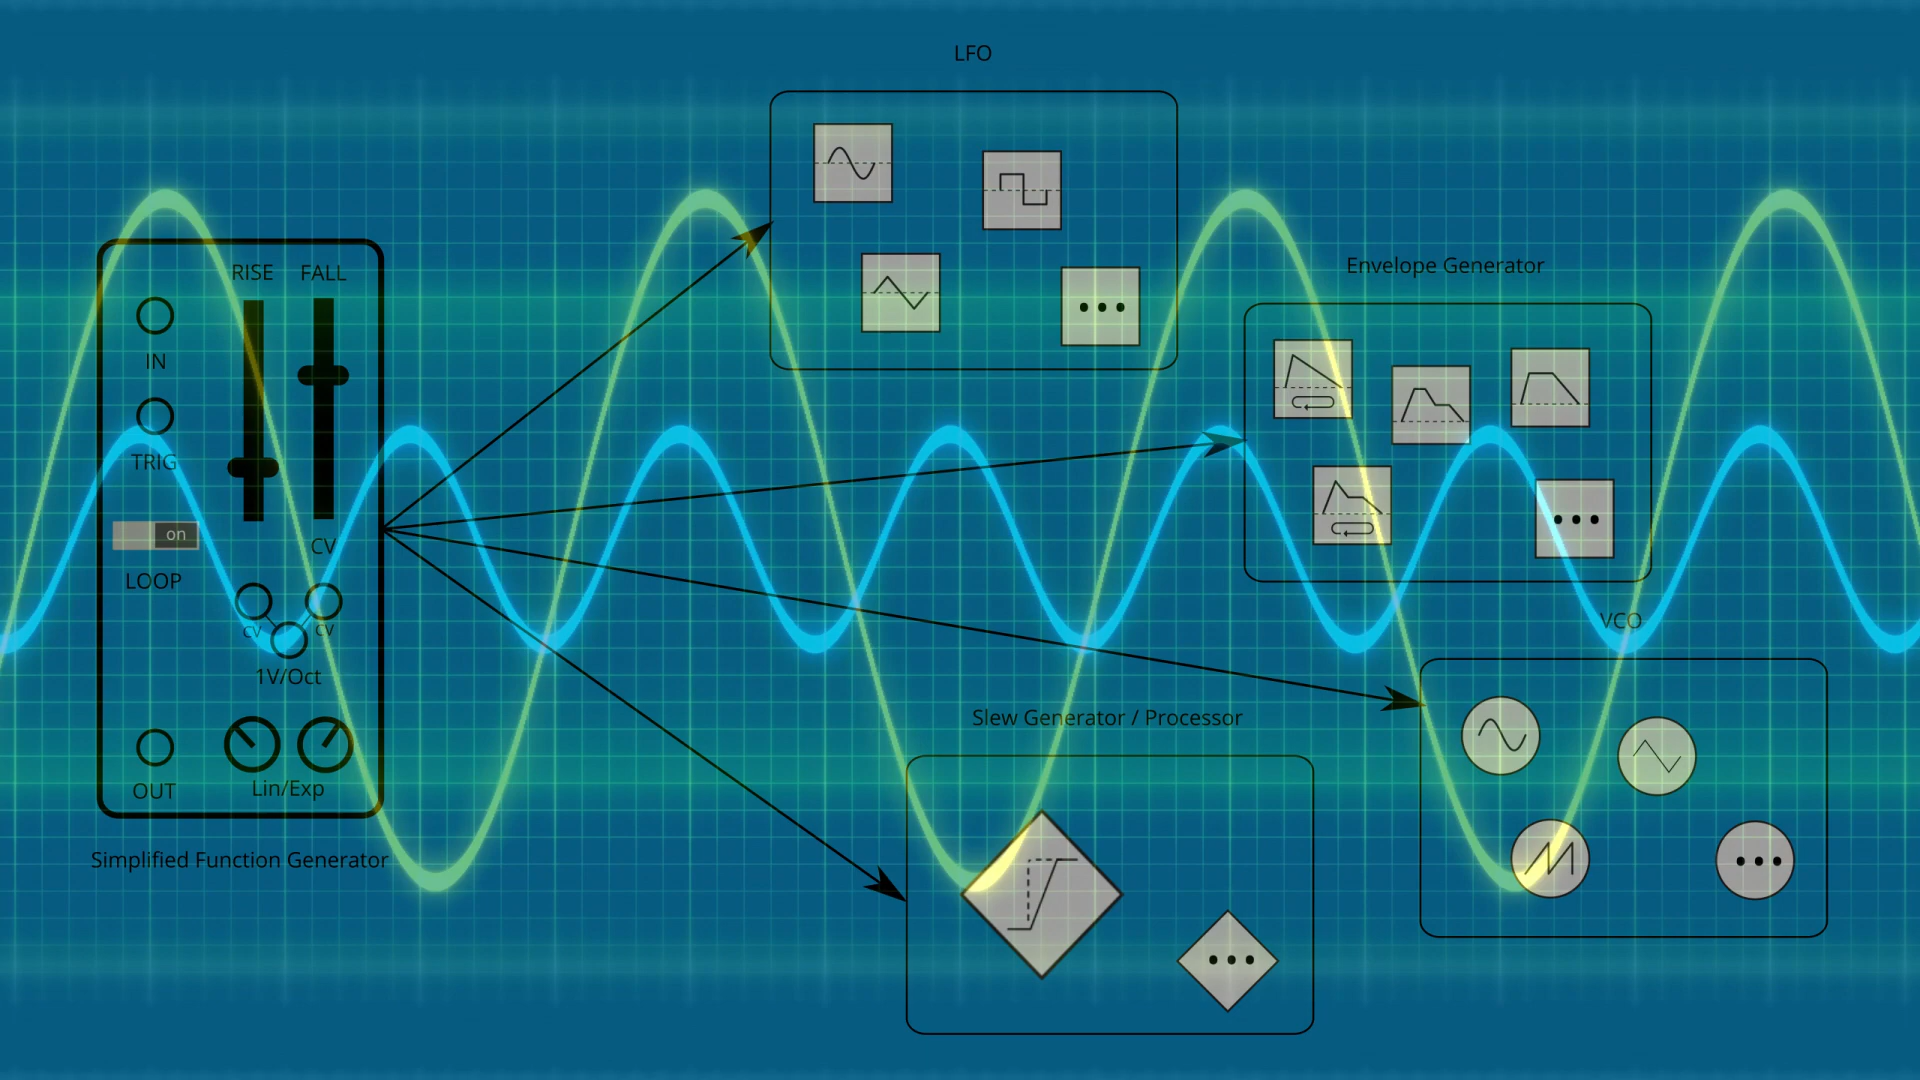 LFO
RISE FALL
IN
TRIG
on
LOOP
CV
CV CV
1V/Oct
OUT
Lin/Exp
Simplified Function Generator
Envelope Generator
VCO
Slew Generator / Processor